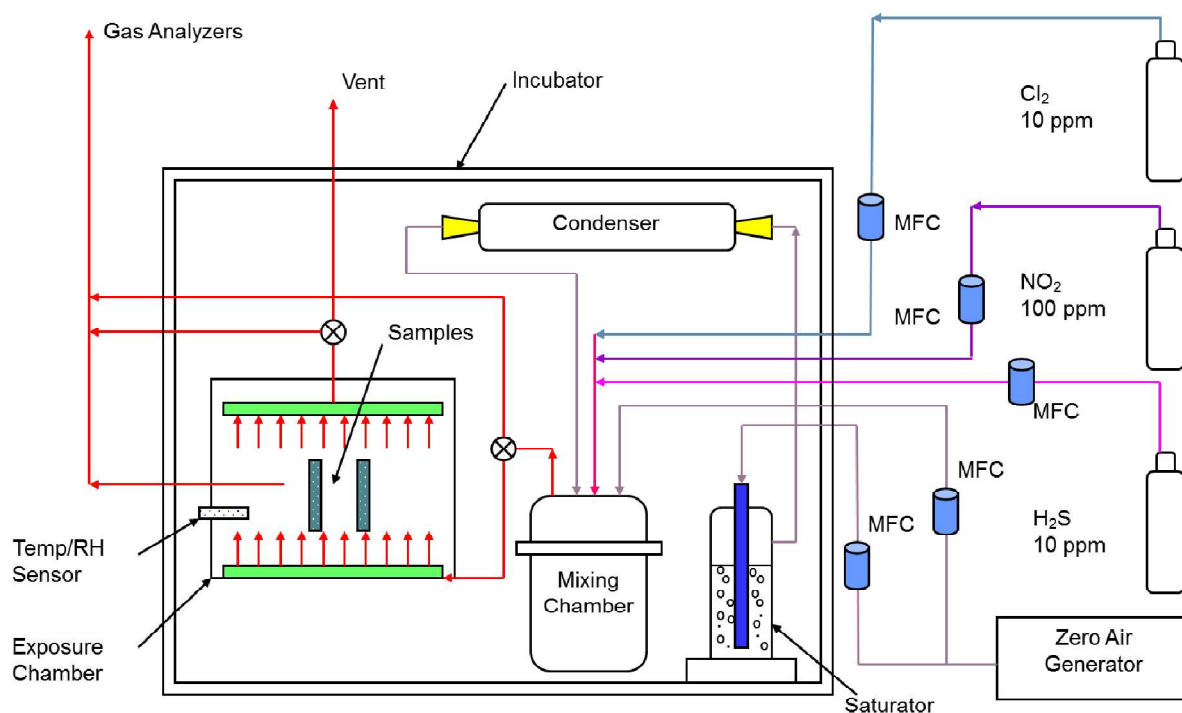 Gas Analyzers
Vent
Incubator
Cl₂
10 ppm
Condenser
MFC
NO₂
100 ppm
MFC
Samples
MFC
MFC
MFC
H₂S
10 ppm
Temp/RH
Sensor
Mixing
Chamber
Exposure
Chamber
Zero Air
Generator
Saturator